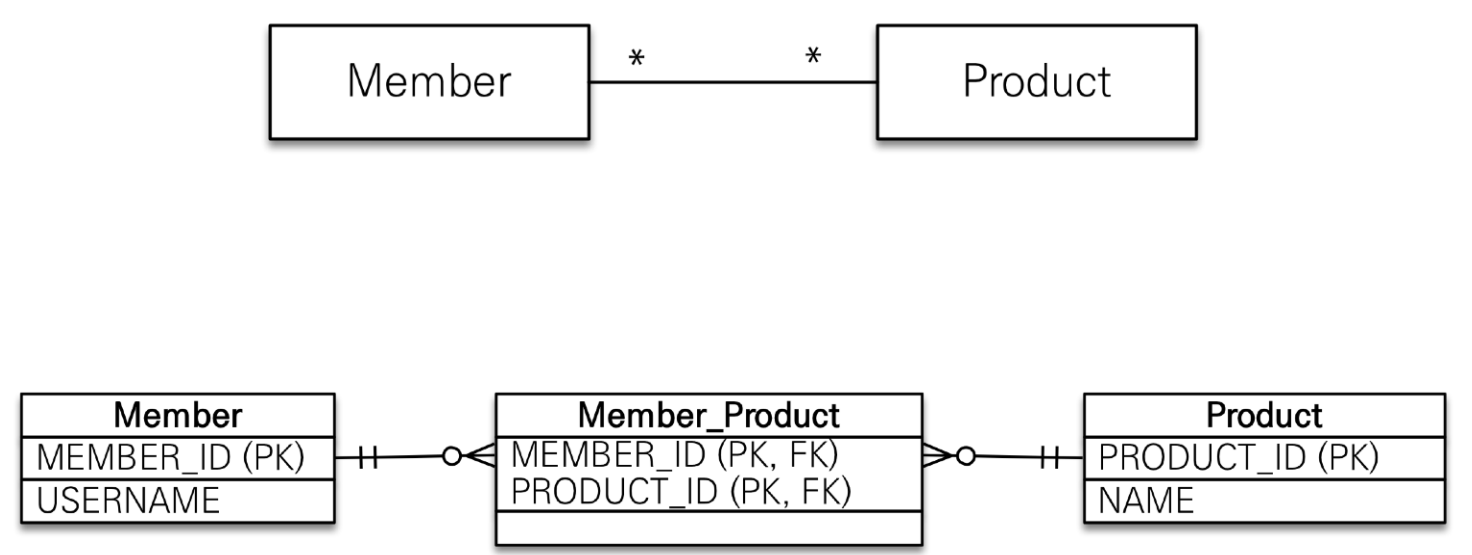 Member
*
*
Product
Member
MEMBER_ID (PK)
USERNAME
Member_Product
MEMBER_ID (PK, FK)
PRODUCT_ID (PK, FK)
Product
PRODUCT_ID (PK)
NAME